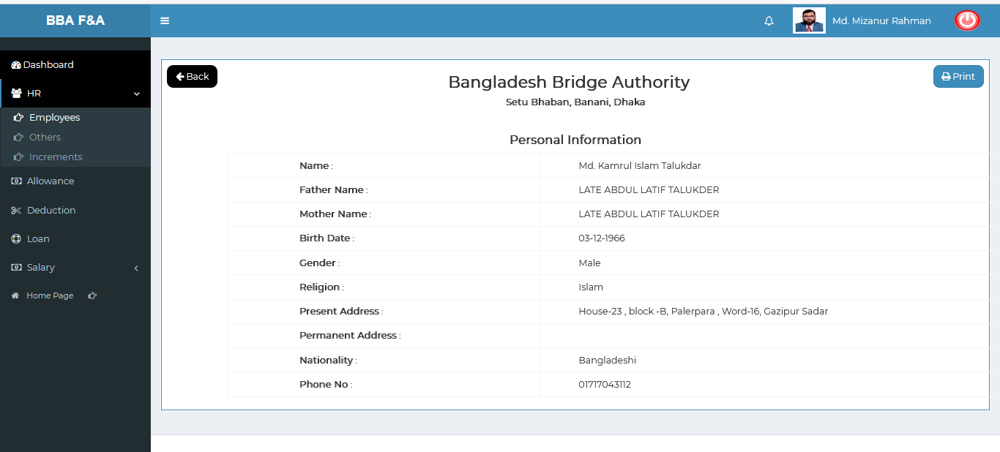 BBA F&A
Md. Mizanur Rahman
Dashboard
HR
Employees
Others
Increments
Allowance
Deduction
Loan
Salary
Home Page
Back
Print
Bangladesh Bridge Authority
Setu Bhaban, Banani, Dhaka
Personal Information
Name : Md. Kamrul Islam Talukdar
Father Name : LATE ABDUL LATIF TALUKDER
Mother Name : LATE ABDUL LATIF TALUKDER
Birth Date : 03-12-1966
Gender : Male
Religion : Islam
Present Address : House-23 , block -B, Palerpara , Word-16, Gazipur Sadar
Permanent Address :
Nationality : Bangladeshi
Phone No : 01717043112